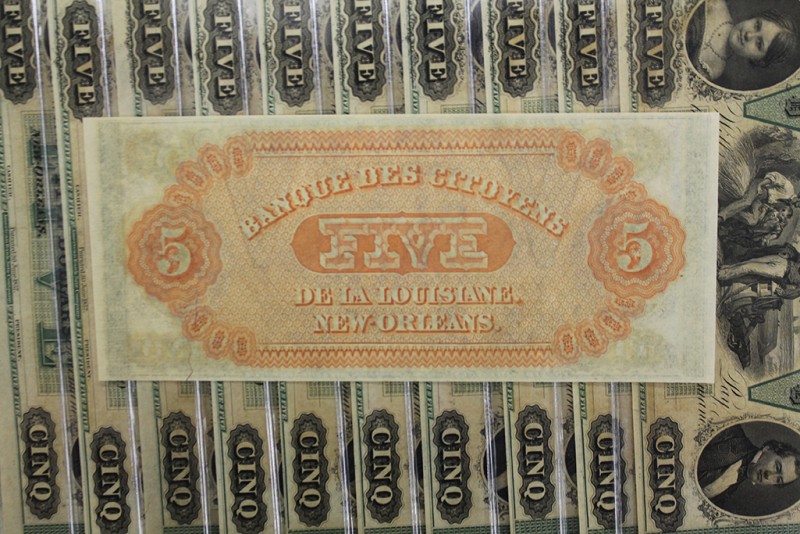 FIVE FIVE FIVE FIVE FIVE FIVE FIVE FIVE FIVE FIVE
BANQUE DES CITOYENS
5 FIVE 5
DE LA LOUISIANE.
NEW-ORLEANS.
CINQ CINQ CINQ CINQ CINQ CINQ CINQ CINQ CINQ CINQ